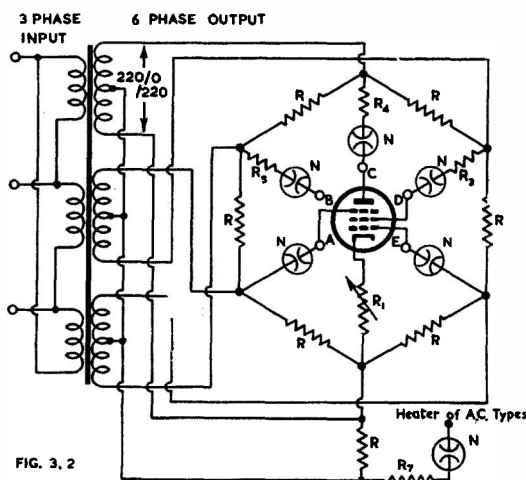 3 PHASE INPUT
6 PHASE OUTPUT
220/0
/220
R
R
R4
N
C
N
R5
B
N
D
R3
R
R
N
A
E
N
R1
R
R
Heater of A.C. Types
R
N
R7
FIG. 3, 2